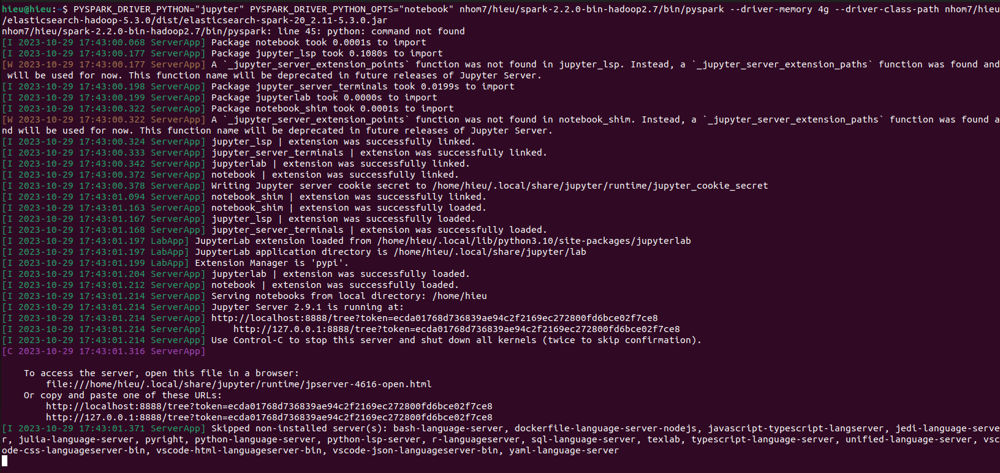 hieu@hieu:~$ PYSPARK_DRIVER_PYTHON="jupyter" PYSPARK_DRIVER_PYTHON_OPTS="notebook" nhom7/hieu/spark-2.2.0-bin-hadoop2.7/bin/pyspark --driver-memory 4g --driver-class-path nhom7/hieu
/elasticsearch-hadoop-5.3.0/dist/elasticsearch-spark-20_2.11-5.3.0.jar
nhom7/hieu/spark-2.2.0-bin-hadoop2.7/bin/pyspark: line 45: python: command not found
[I 2023-10-29 17:43:00.068 ServerApp] Package notebook took 0.0001s to import
[I 2023-10-29 17:43:00.177 ServerApp] Package jupyter_lsp took 0.1080s to import
[W 2023-10-29 17:43:00.177 ServerApp] A `_jupyter_server_extension_points` function was not found in jupyter_lsp. Instead, a `_jupyter_server_extension_paths` function was found and
 will be used for now. This function name will be deprecated in future releases of Jupyter Server.
[I 2023-10-29 17:43:00.198 ServerApp] Package jupyter_server_terminals took 0.0199s to import
[I 2023-10-29 17:43:00.199 ServerApp] Package jupyterlab took 0.0000s to import
[I 2023-10-29 17:43:00.322 ServerApp] Package notebook_shim took 0.0001s to import
[W 2023-10-29 17:43:00.322 ServerApp] A `_jupyter_server_extension_points` function was not found in notebook_shim. Instead, a `_jupyter_server_extension_paths` function was found a
nd will be used for now. This function name will be deprecated in future releases of Jupyter Server.
[I 2023-10-29 17:43:00.324 ServerApp] jupyter_lsp | extension was successfully linked.
[I 2023-10-29 17:43:00.333 ServerApp] jupyter_server_terminals | extension was successfully linked.
[I 2023-10-29 17:43:00.342 ServerApp] jupyterlab | extension was successfully linked.
[I 2023-10-29 17:43:00.372 ServerApp] notebook | extension was successfully linked.
[I 2023-10-29 17:43:00.378 ServerApp] Writing Jupyter server cookie secret to /home/hieu/.local/share/jupyter/runtime/jupyter_cookie_secret
[I 2023-10-29 17:43:01.094 ServerApp] notebook_shim | extension was successfully linked.
[I 2023-10-29 17:43:01.163 ServerApp] notebook_shim | extension was successfully loaded.
[I 2023-10-29 17:43:01.167 ServerApp] jupyter_lsp | extension was successfully loaded.
[I 2023-10-29 17:43:01.168 ServerApp] jupyter_server_terminals | extension was successfully loaded.
[I 2023-10-29 17:43:01.197 LabApp] JupyterLab extension loaded from /home/hieu/.local/lib/python3.10/site-packages/jupyterlab
[I 2023-10-29 17:43:01.197 LabApp] JupyterLab application directory is /home/hieu/.local/share/jupyter/lab
[I 2023-10-29 17:43:01.199 LabApp] Extension Manager is 'pypi'.
[I 2023-10-29 17:43:01.204 ServerApp] jupyterlab | extension was successfully loaded.
[I 2023-10-29 17:43:01.212 ServerApp] notebook | extension was successfully loaded.
[I 2023-10-29 17:43:01.214 ServerApp] Serving notebooks from local directory: /home/hieu
[I 2023-10-29 17:43:01.214 ServerApp] Jupyter Server 2.9.1 is running at:
[I 2023-10-29 17:43:01.214 ServerApp] http://localhost:8888/tree?token=ecda01768d736839ae94c2f2169ec272800fd6bce02f7ce8
[I 2023-10-29 17:43:01.214 ServerApp]     http://127.0.0.1:8888/tree?token=ecda01768d736839ae94c2f2169ec272800fd6bce02f7ce8
[I 2023-10-29 17:43:01.214 ServerApp] Use Control-C to stop this server and shut down all kernels (twice to skip confirmation).
[C 2023-10-29 17:43:01.316 ServerApp]
    To access the server, open this file in a browser:
        file:///home/hieu/.local/share/jupyter/runtime/jpserver-4616-open.html
    Or copy and paste one of these URLs:
        http://localhost:8888/tree?token=ecda01768d736839ae94c2f2169ec272800fd6bce02f7ce8
        http://127.0.0.1:8888/tree?token=ecda01768d736839ae94c2f2169ec272800fd6bce02f7ce8
[I 2023-10-29 17:43:01.371 ServerApp] Skipped non-installed server(s): bash-language-server, dockerfile-language-server-nodejs, javascript-typescript-langserver, jedi-language-serve
r, julia-language-server, pyright, python-language-server, python-lsp-server, r-languageserver, sql-language-server, texlab, typescript-language-server, unified-language-server, vsc
ode-css-languageserver-bin, vscode-html-languageserver-bin, vscode-json-languageserver-bin, yaml-language-server